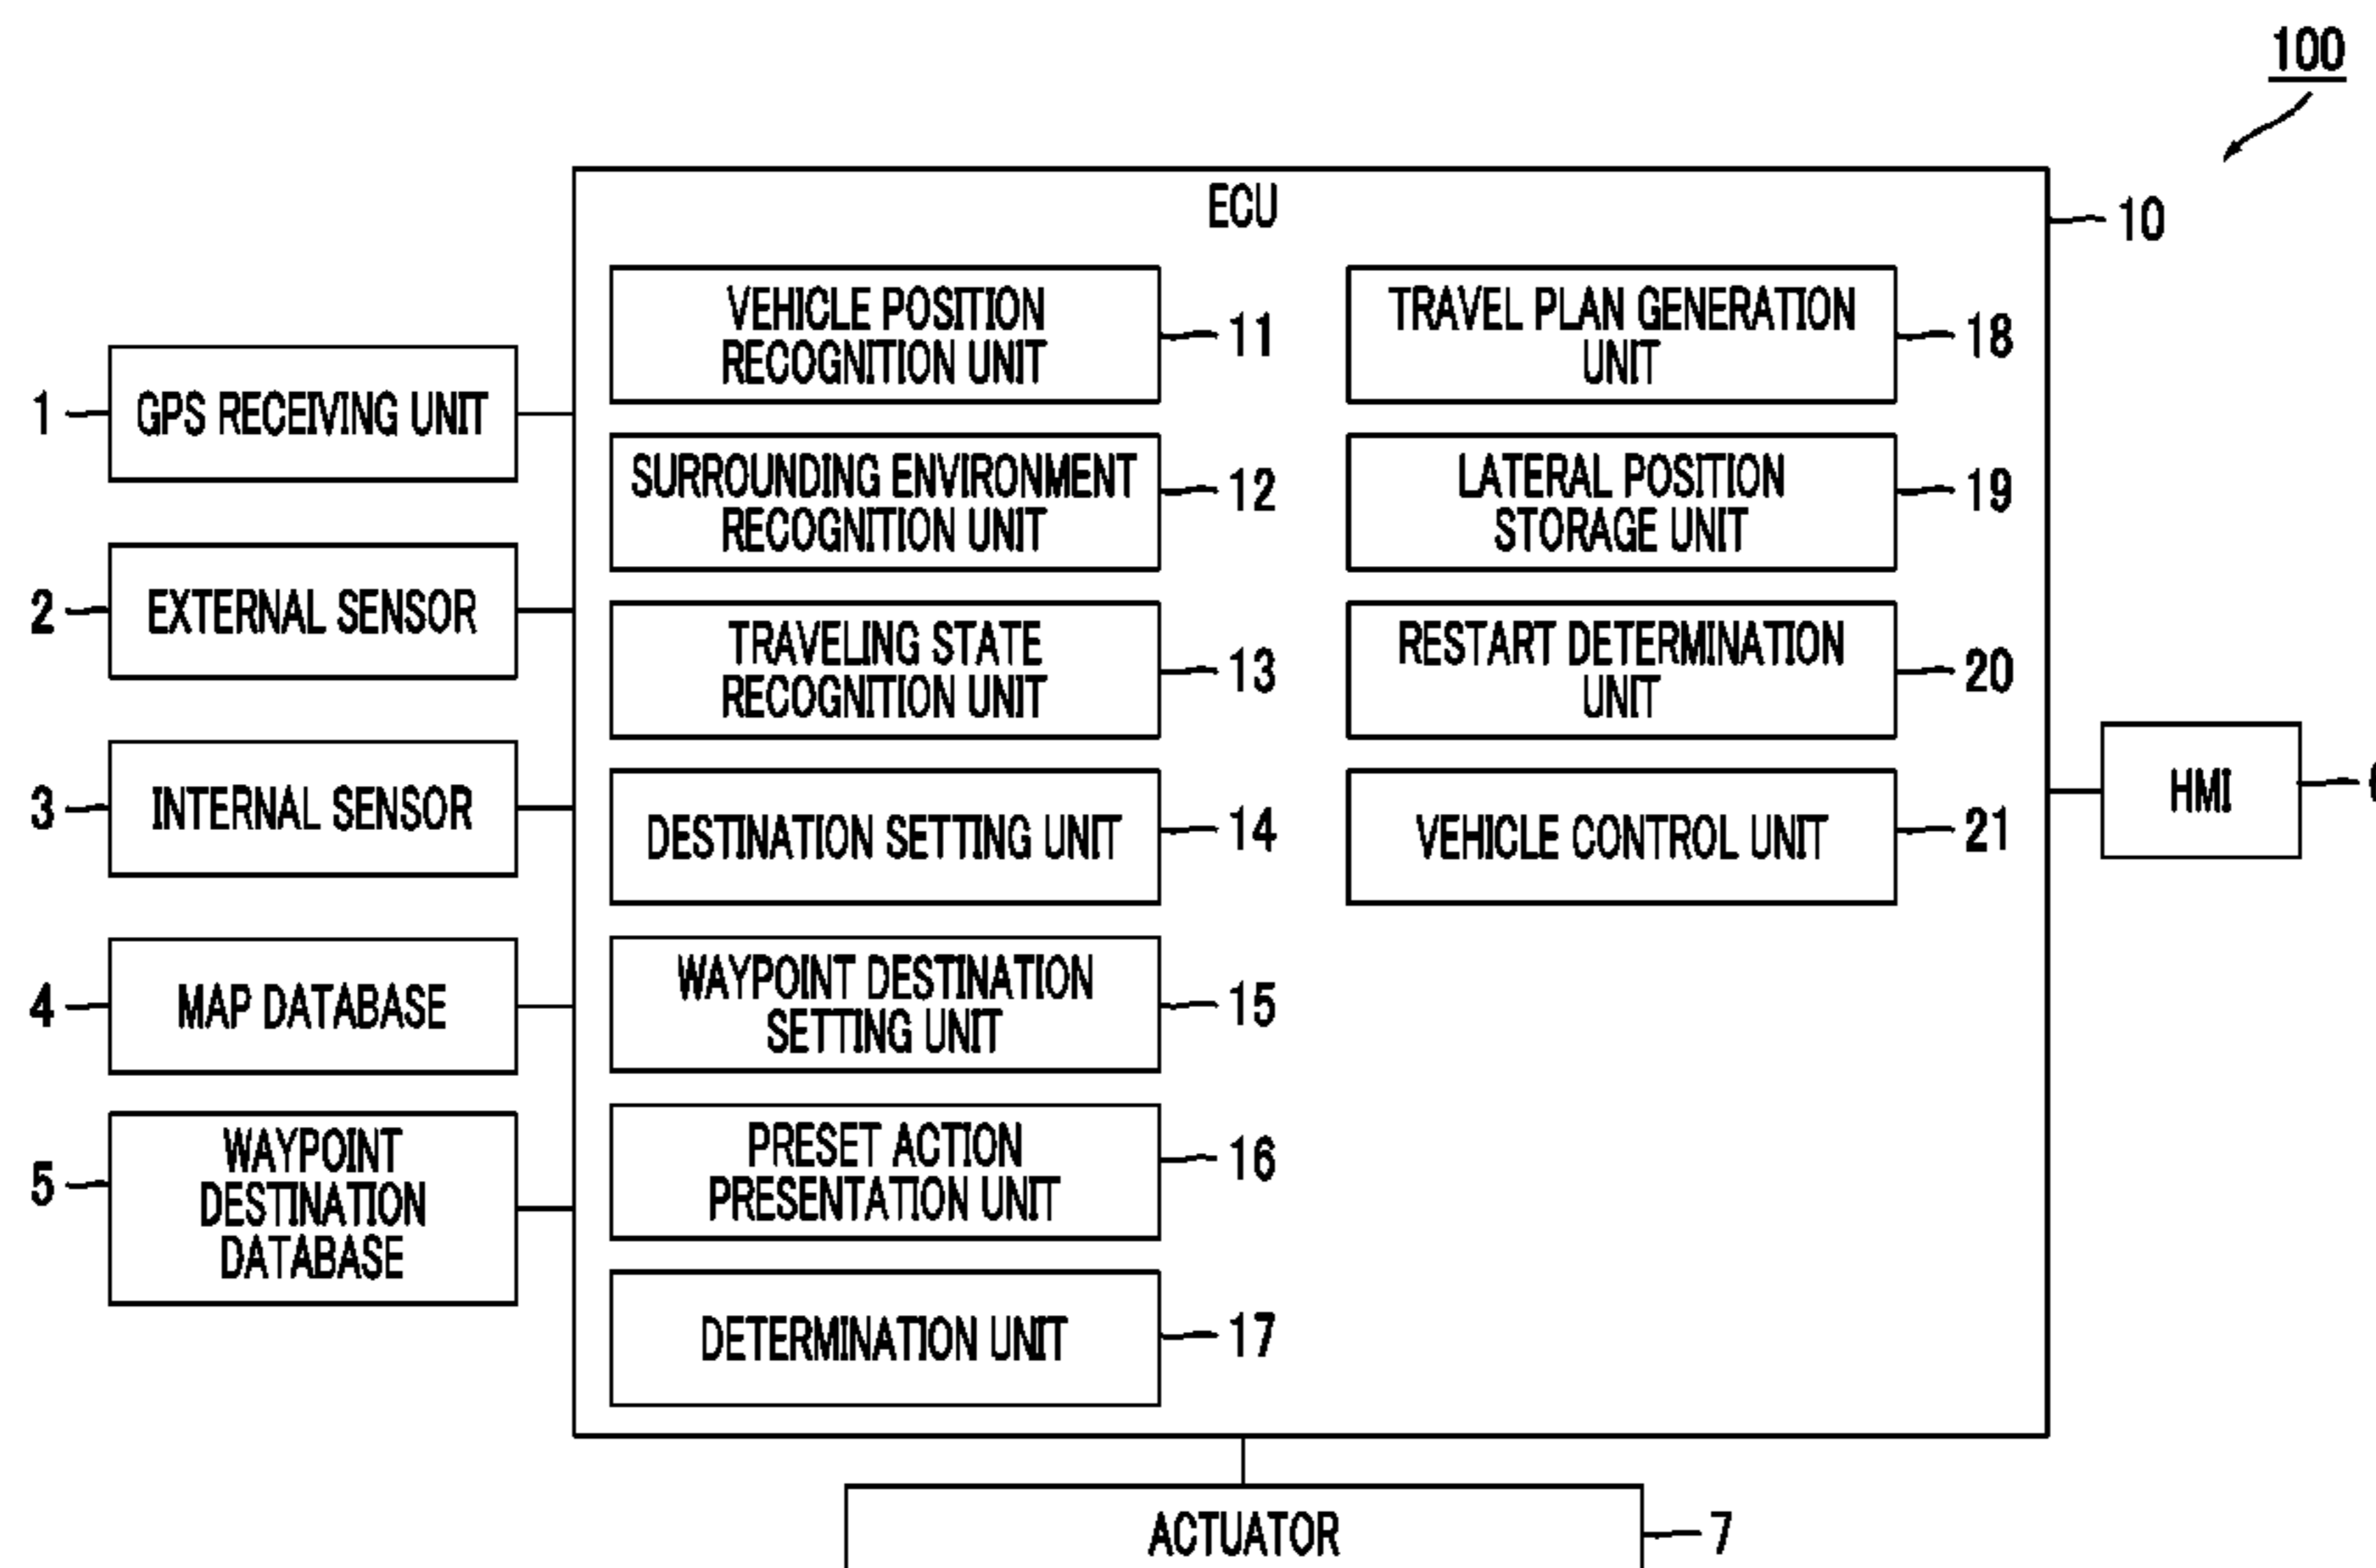 100
ECU
10
VEHICLE POSITION
RECOGNITION UNIT
11
TRAVEL PLAN GENERATION
UNIT
18
1
GPS RECEIVING UNIT
SURROUNDING ENVIRONMENT
RECOGNITION UNIT
12
LATERAL POSITION
STORAGE UNIT
19
2
EXTERNAL SENSOR
TRAVELING STATE
RECOGNITION UNIT
13
RESTART DETERMINATION
UNIT
20
3
INTERNAL SENSOR
DESTINATION SETTING UNIT
14
VEHICLE CONTROL UNIT
21
HMI
4
MAP DATABASE
WAYPOINT DESTINATION
SETTING UNIT
15
5
WAYPOINT
DESTINATION
DATABASE
PRESET ACTION
PRESENTATION UNIT
16
DETERMINATION UNIT
17
ACTUATOR
7